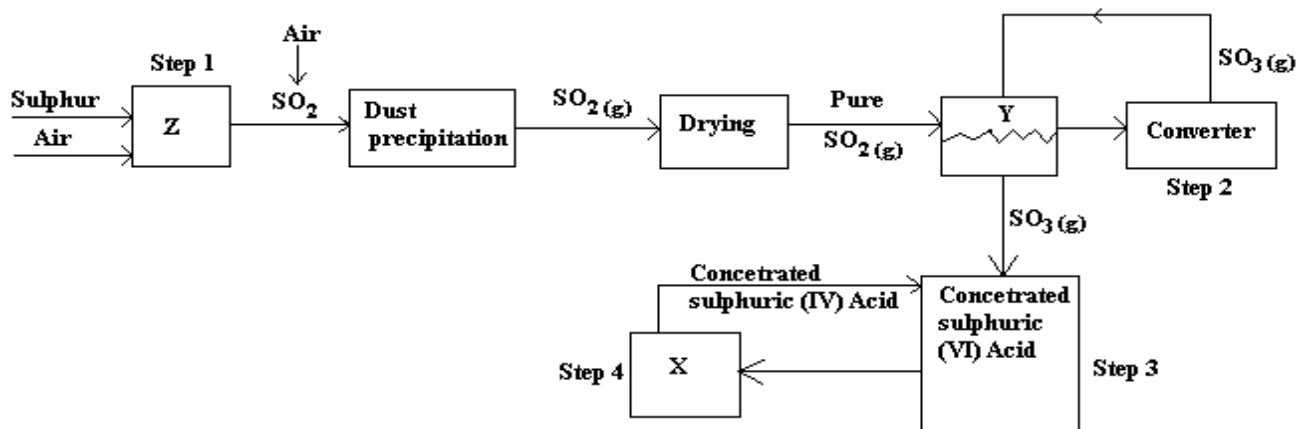 Step 1
Sulphur
Air
Z
Air
SO2
Dust
precipitation
SO2 (g)
Drying
Pure
SO2 (g)
Y
SO3 (g)
Converter
Step 2
SO3 (g)
Concetrated
sulphuric (IV) Acid
Concetrated
sulphuric
(VI) Acid
Step 3
Step 4
X